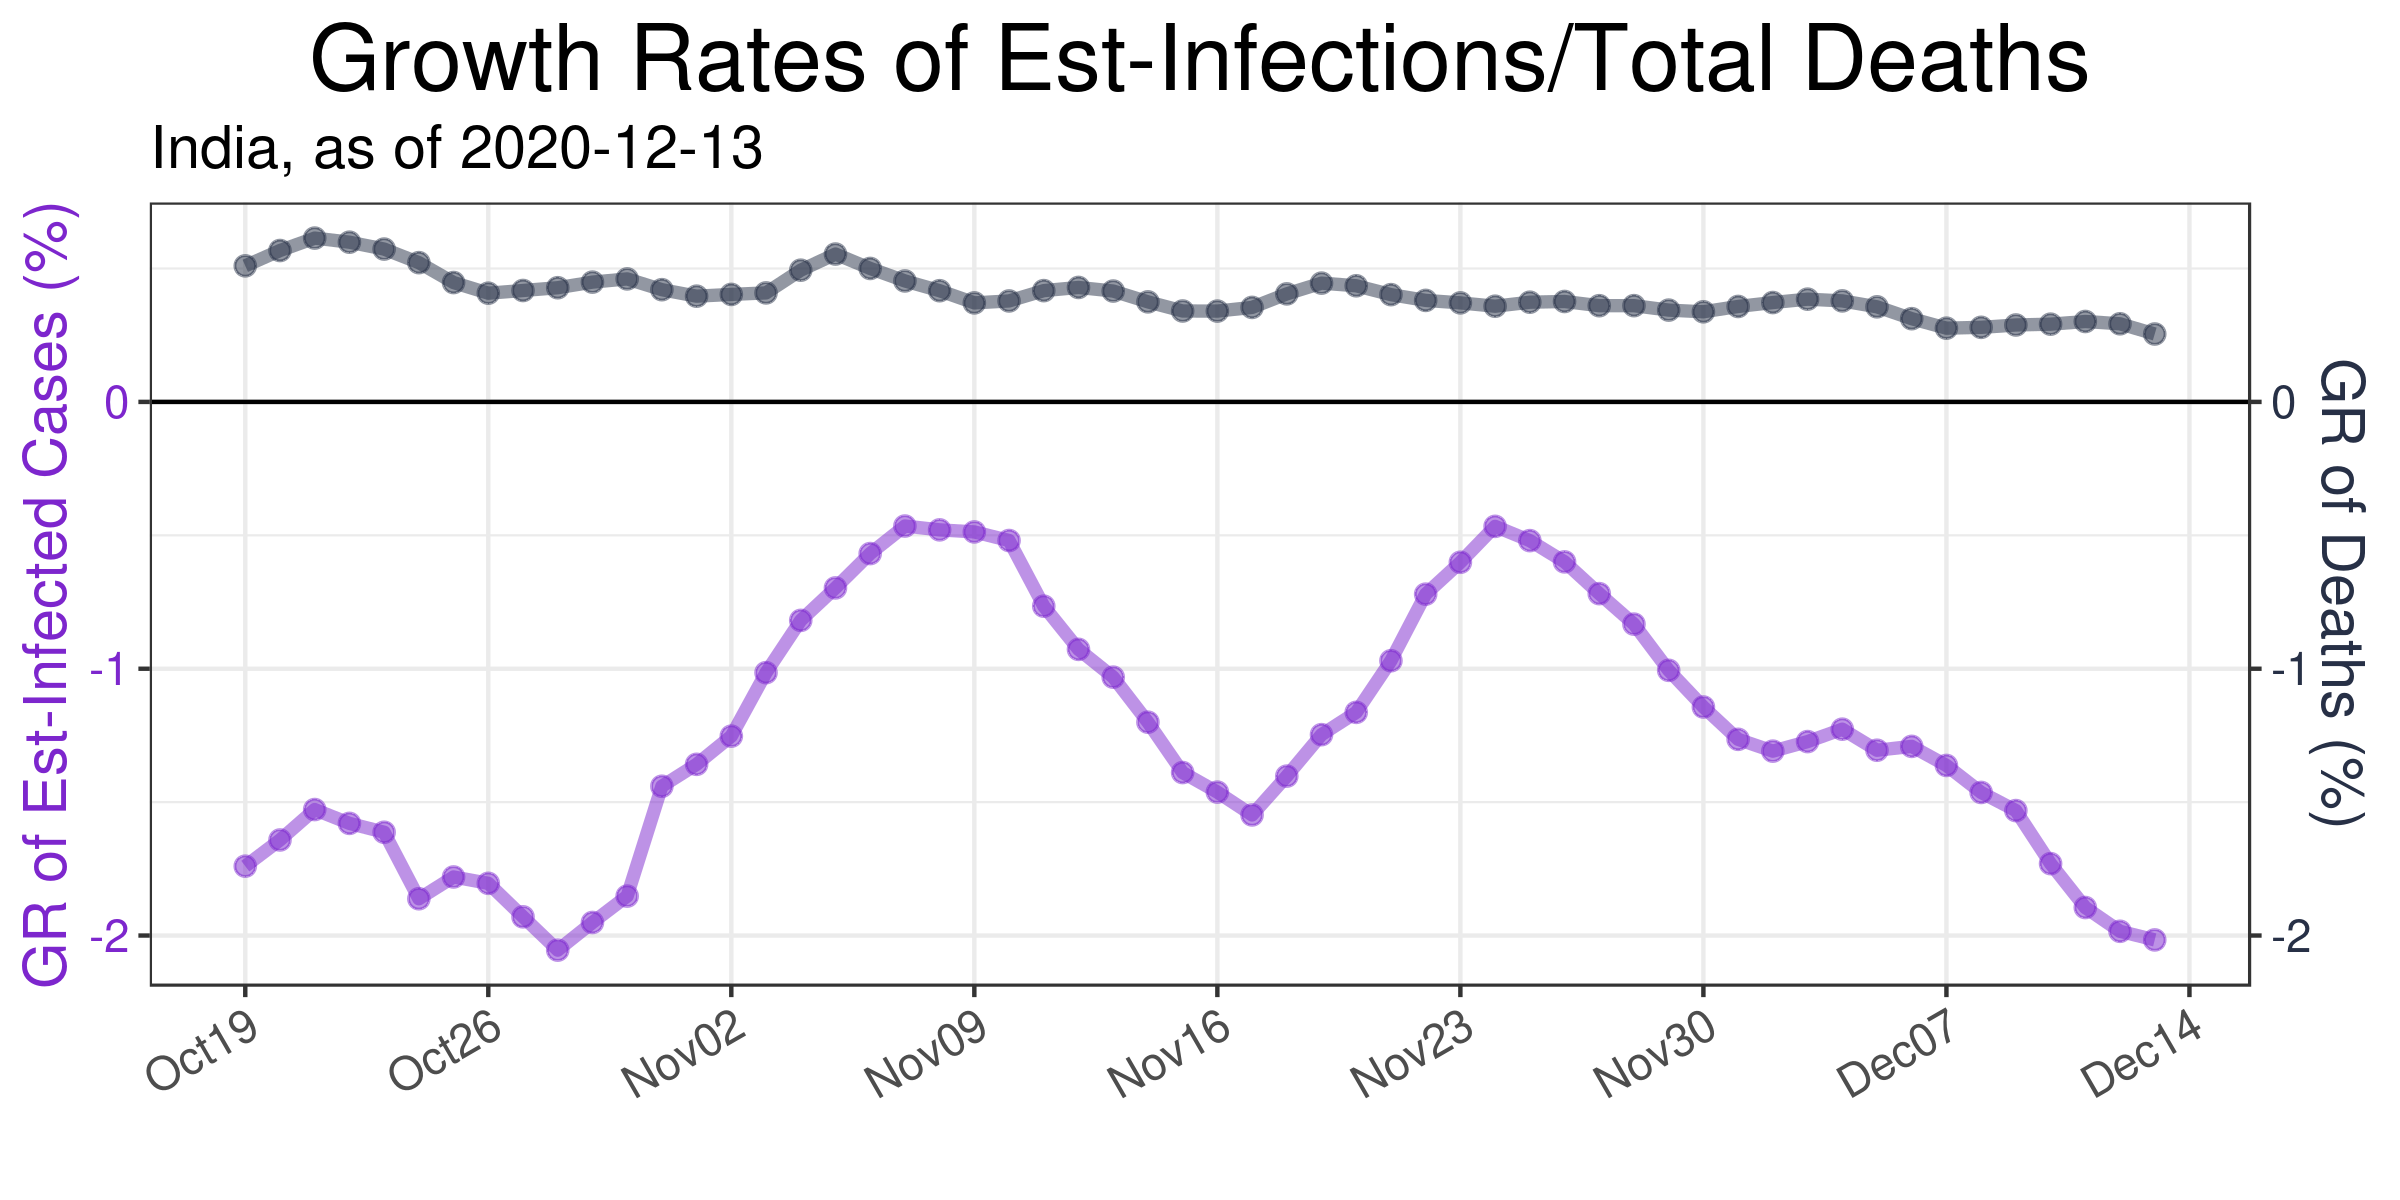 Growth Rates of Est-Infections/Total Deaths
India, as of 2020-12-13
GR of Est-Infected Cases (%)
0
-1
-2
0
-1
-2
GR of Deaths (%)
Oct19
Oct26
Nov02
Nov09
Nov16
Nov23
Nov30
Dec07
Dec14